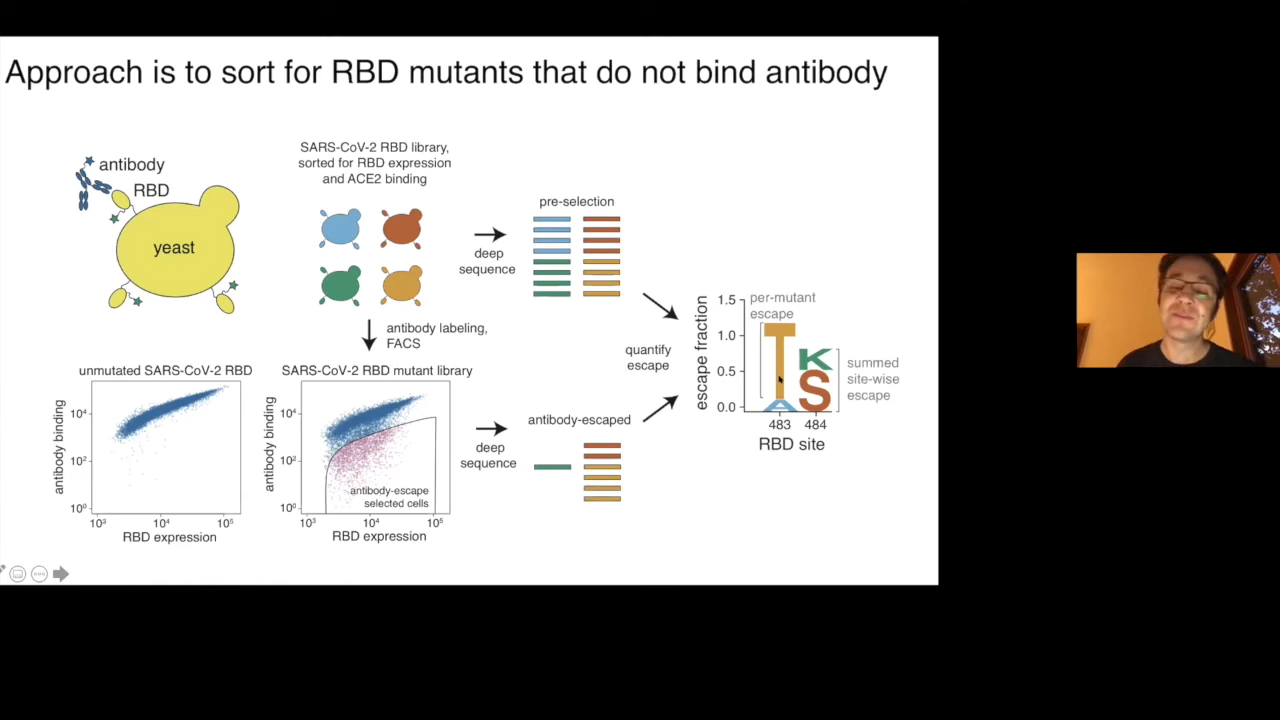 Approach is to sort for RBD mutants that do not bind antibody
antibody
RBD
yeast
SARS-CoV-2 RBD library,
sorted for RBD expression
and ACE2 binding
deep
sequence
pre-selection
antibody labeling,
FACS
unmutated SARS-CoV-2 RBD
antibody binding
10⁴
10²
10⁰
10³
10⁴
10⁵
RBD expression
SARS-CoV-2 RBD mutant library
antibody binding
10⁴
10²
10⁰
antibody-escape
selected cells
10³
10⁴
10⁵
RBD expression
deep
sequence
antibody-escaped
quantify
escape
escape fraction
1.5
1.0
0.5
0.0
per-mutant
escape
T
A
K
S
483
484
RBD site
summed
site-wise
escape